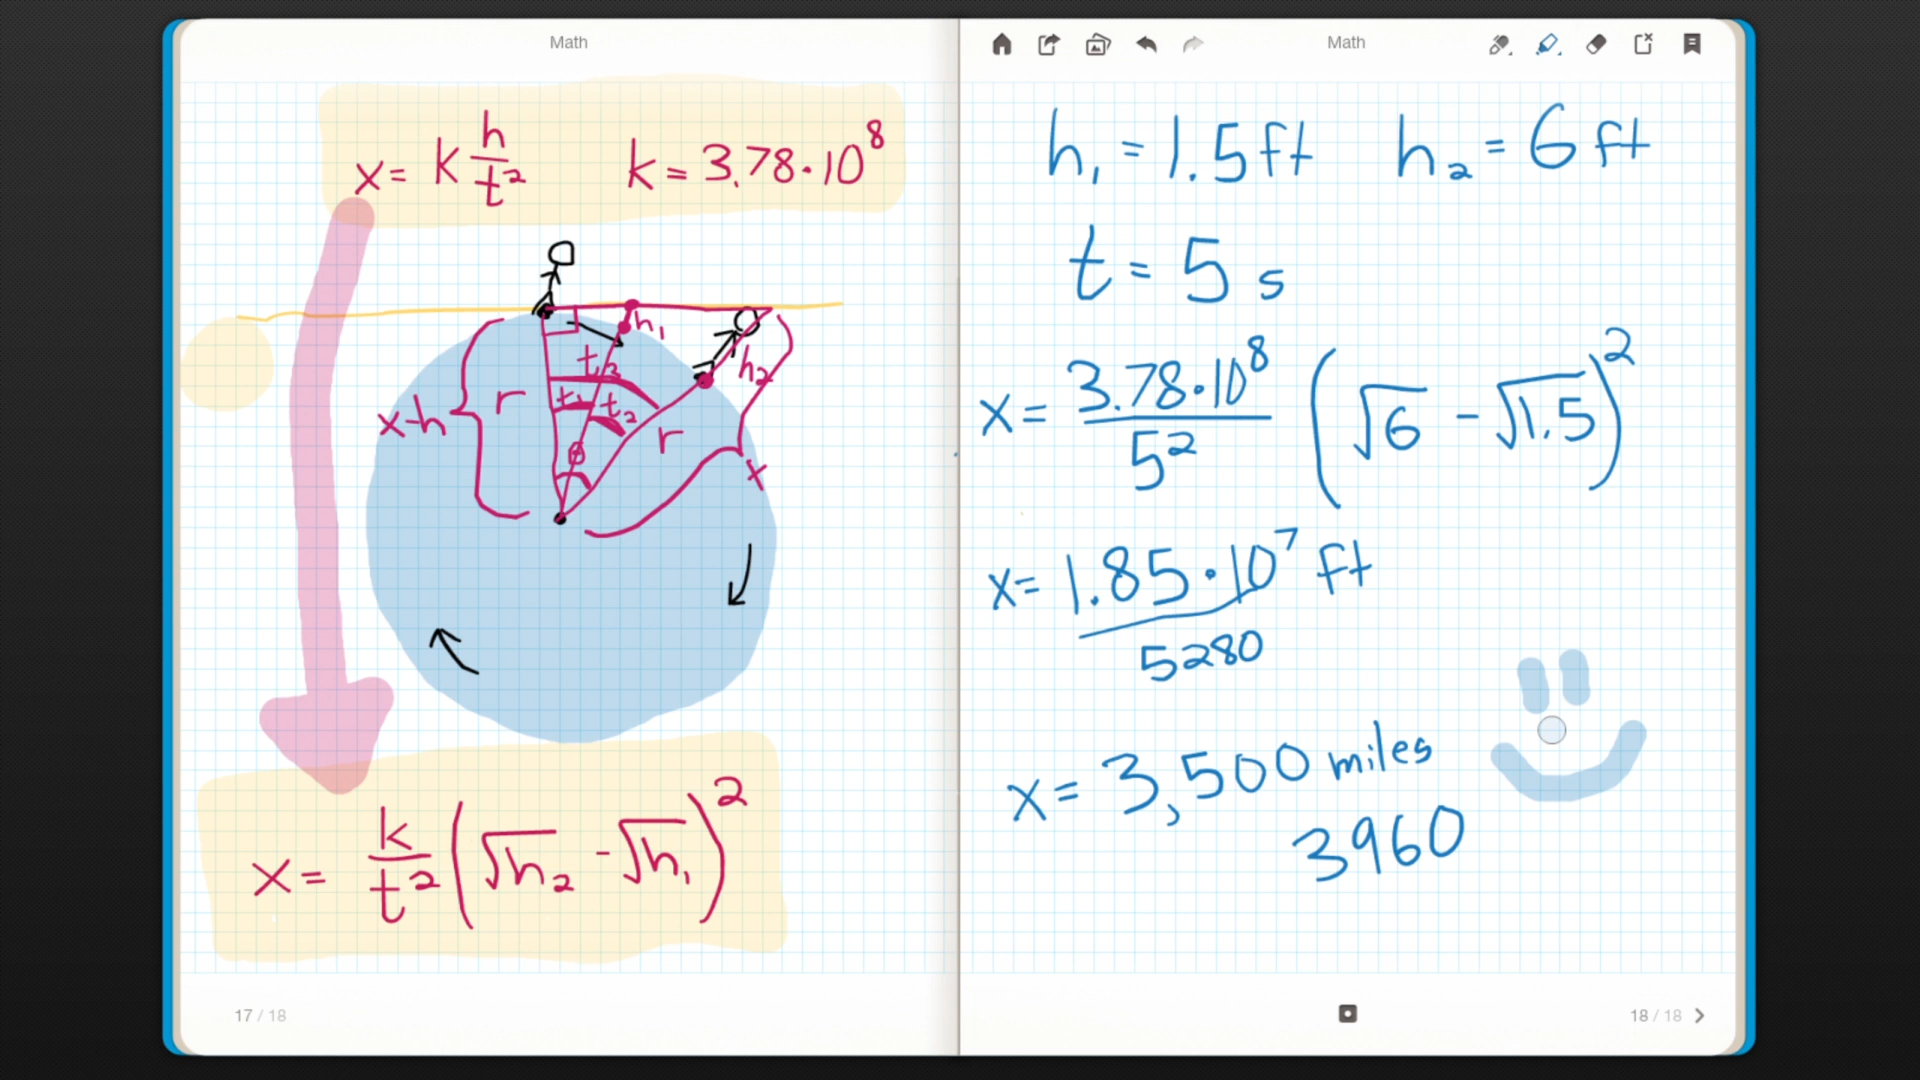 Math
x = k h/t² k = 3.78·10⁸
h₁
t₃
h₂
x-h r t₁ t₂ r
θ
x
x = k/t² (√h₂ - √h₁)²
17 / 18
Math
h₁ = 1.5 ft h₂ = 6 ft
t = 5 s
x = 3.78·10⁸/5² (√6 - √1.5)²
x = 1.85·10⁷ ft
5280
x = 3,500 miles
3960
18 / 18